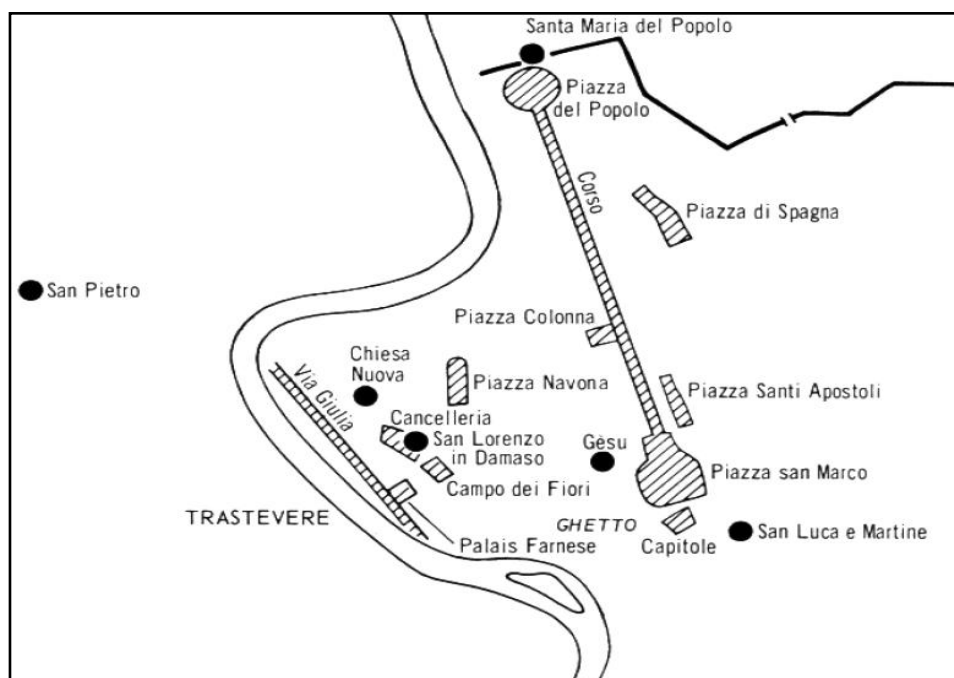 Santa Maria del Popolo
Piazza
del Popolo
Corso
Piazza di Spagna
San Pietro
Piazza Colonna
Chiesa
Nuova
Via Giulia
Piazza Navona
Piazza Santi Apostoli
Cancelleria
San Lorenzo
in Damaso
Gésu
Piazza san Marco
Campo dei Fiori
TRASTEVERE
GHETTO
Palais Farnese
Capitole
San Luca e Martine